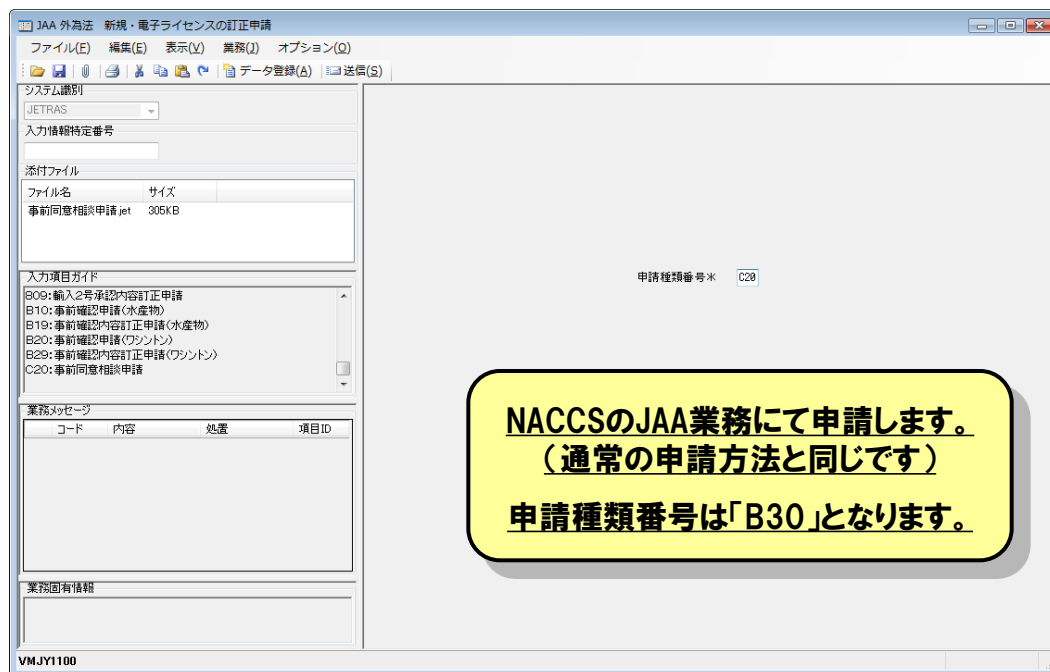 JAA 外為法 新規・電子ライセンスの訂正申請
ファイル(F) 編集(E) 表示(V) 業務(J) オプション(O)
データ登録(A) 送信(S)
システム識別
JETRAS
入力情報特定番号
添付ファイル
ファイル名 サイズ
事前同意相談申請.jet 305KB
入力項目ガイド
B09:輸入2号承認内容訂正申請
B10:事前確認申請(水産物)
B19:事前確認内容訂正申請(水産物)
B20:事前確認申請(ワシントン)
B29:事前確認内容訂正申請(ワシントン)
C20:事前同意相談申請
業務メッセージ
コード 内容 処置 項目ID
業務固有情報
VMJY1100
申請種類番号* C20
NACCSのJAA業務にて申請します。
(通常の申請方法と同じです)
申請種類番号は「B30」となります。